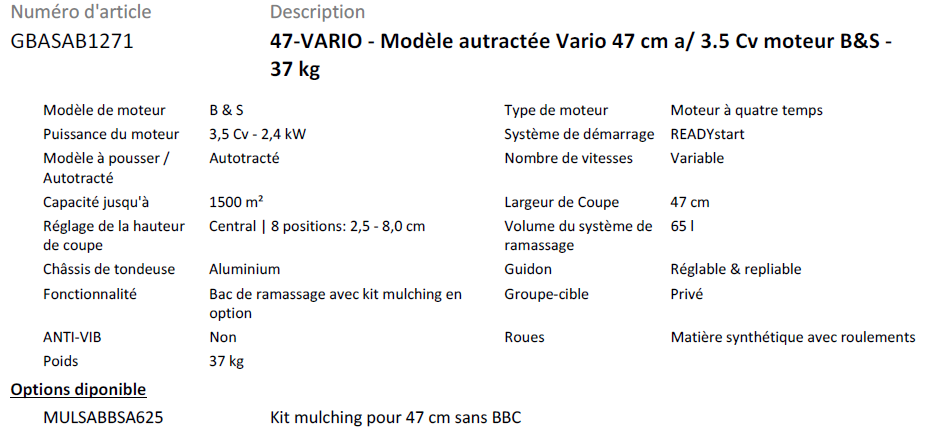 Numéro d'article Description
GBASAB1271 47-VARIO - Modèle autractée Vario 47 cm a/ 3.5 Cv moteur B&S -
37 kg
Modèle de moteur B & S Type de moteur Moteur à quatre temps
Puissance du moteur 3,5 Cv - 2,4 kW Système de démarrage READYstart
Modèle à pousser / Autotracté Nombre de vitesses Variable
Autotracté
Capacité jusqu'à 1500 m² Largeur de Coupe 47 cm
Réglage de la hauteur Central | 8 positions: 2,5 - 8,0 cm Volume du système de 65 l
de coupe ramassage
Châssis de tondeuse Aluminium Guidon Réglable & repliable
Fonctionnalité Bac de ramassage avec kit mulching en Groupe-cible Privé
option
ANTI-VIB Non Roues Matière synthétique avec roulements
Poids 37 kg
Options diponible
MULSABBSA625 Kit mulching pour 47 cm sans BBC